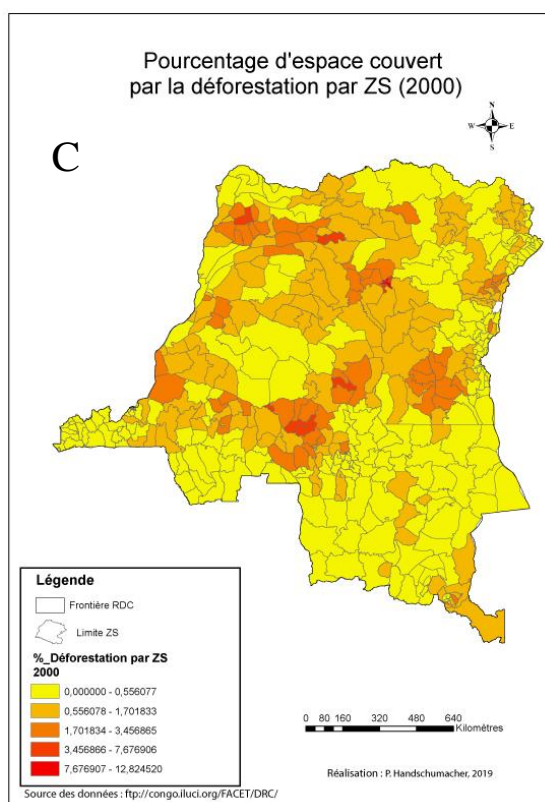 Pourcentage d'espace couvert
par la déforestation par ZS (2000)
N
W E
S
C
Légende
Frontière RDC
Limite ZS
%_Déforestation par ZS
2000
0,000000 - 0,556077
0,556078 - 1,701833
1,701834 - 3,456865
3,456866 - 7,676906
7,676907 - 12,824520
0 80 160 320 480 640
Kilomètres
Réalisation : P. Handschumacher, 2019
Source des données : ftp://congo.iluci.org/FACET/DRC/